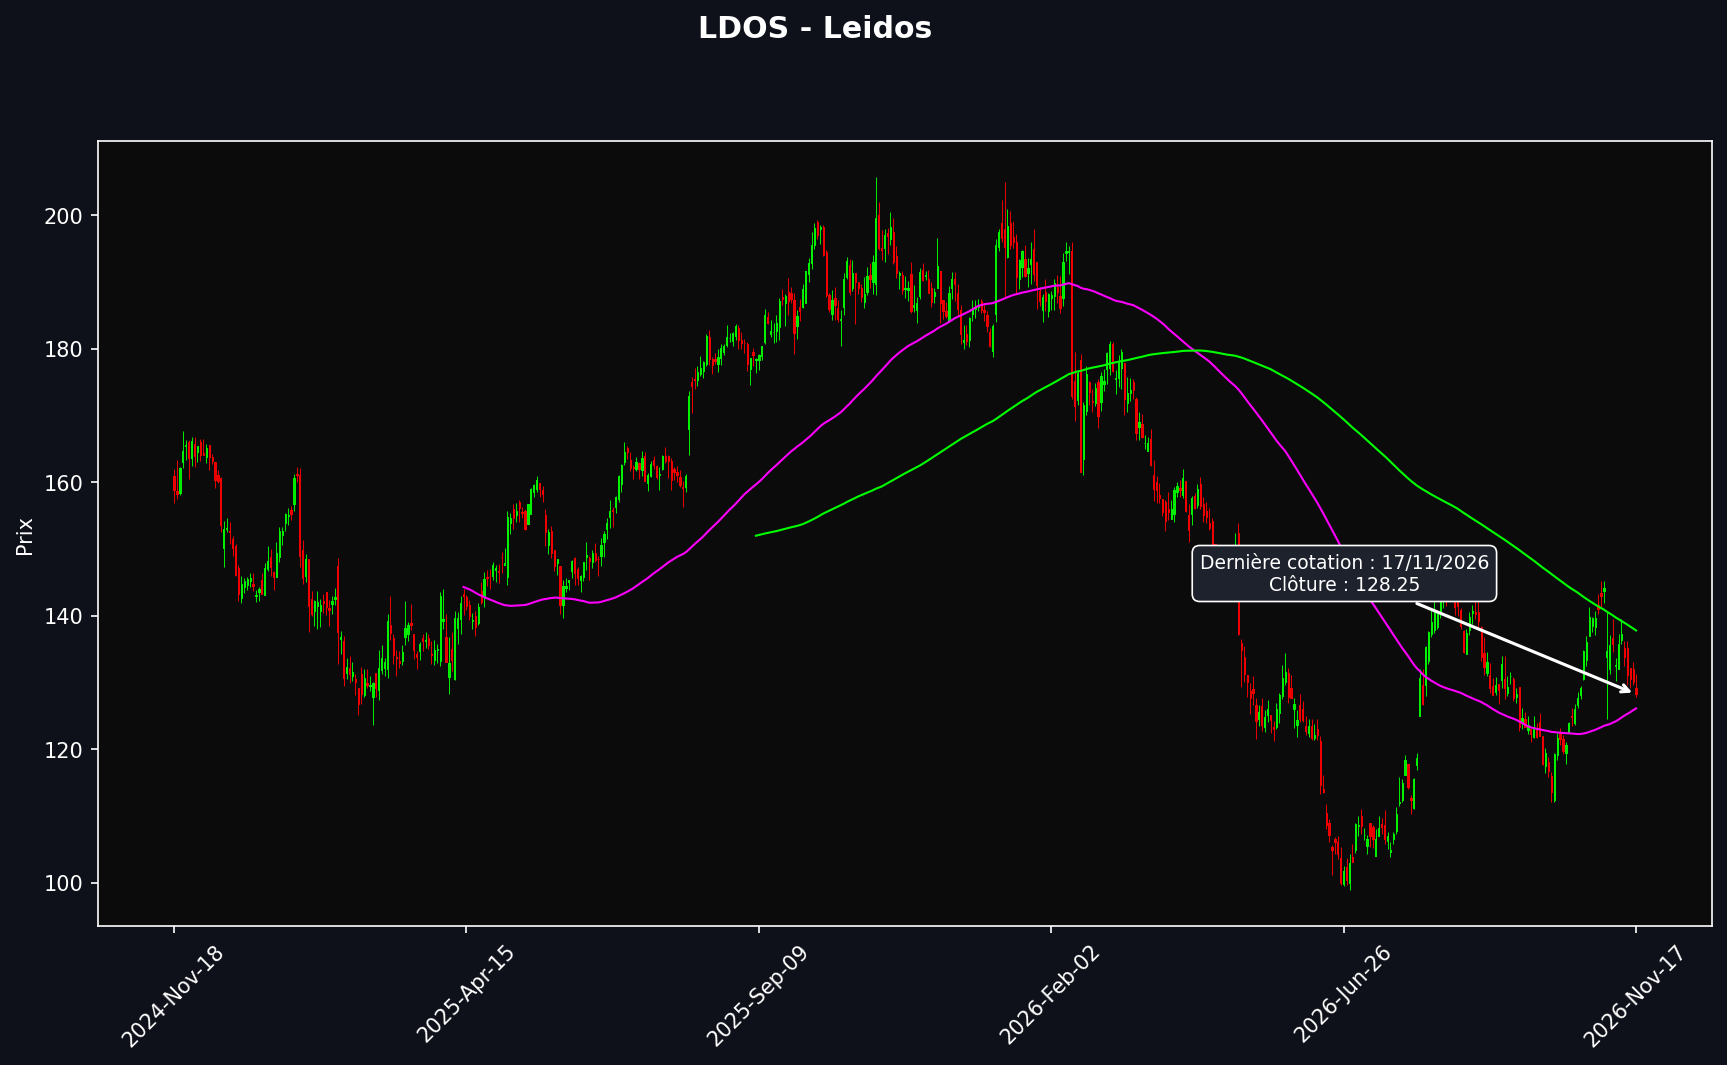 LDOS - Leidos
Prix
200
180
160
140
120
100
Dernière cotation : 17/11/2026
Clôture : 128.25
2024-Nov-18
2025-Apr-15
2025-Sep-09
2026-Feb-02
2026-Jun-26
2026-Nov-17